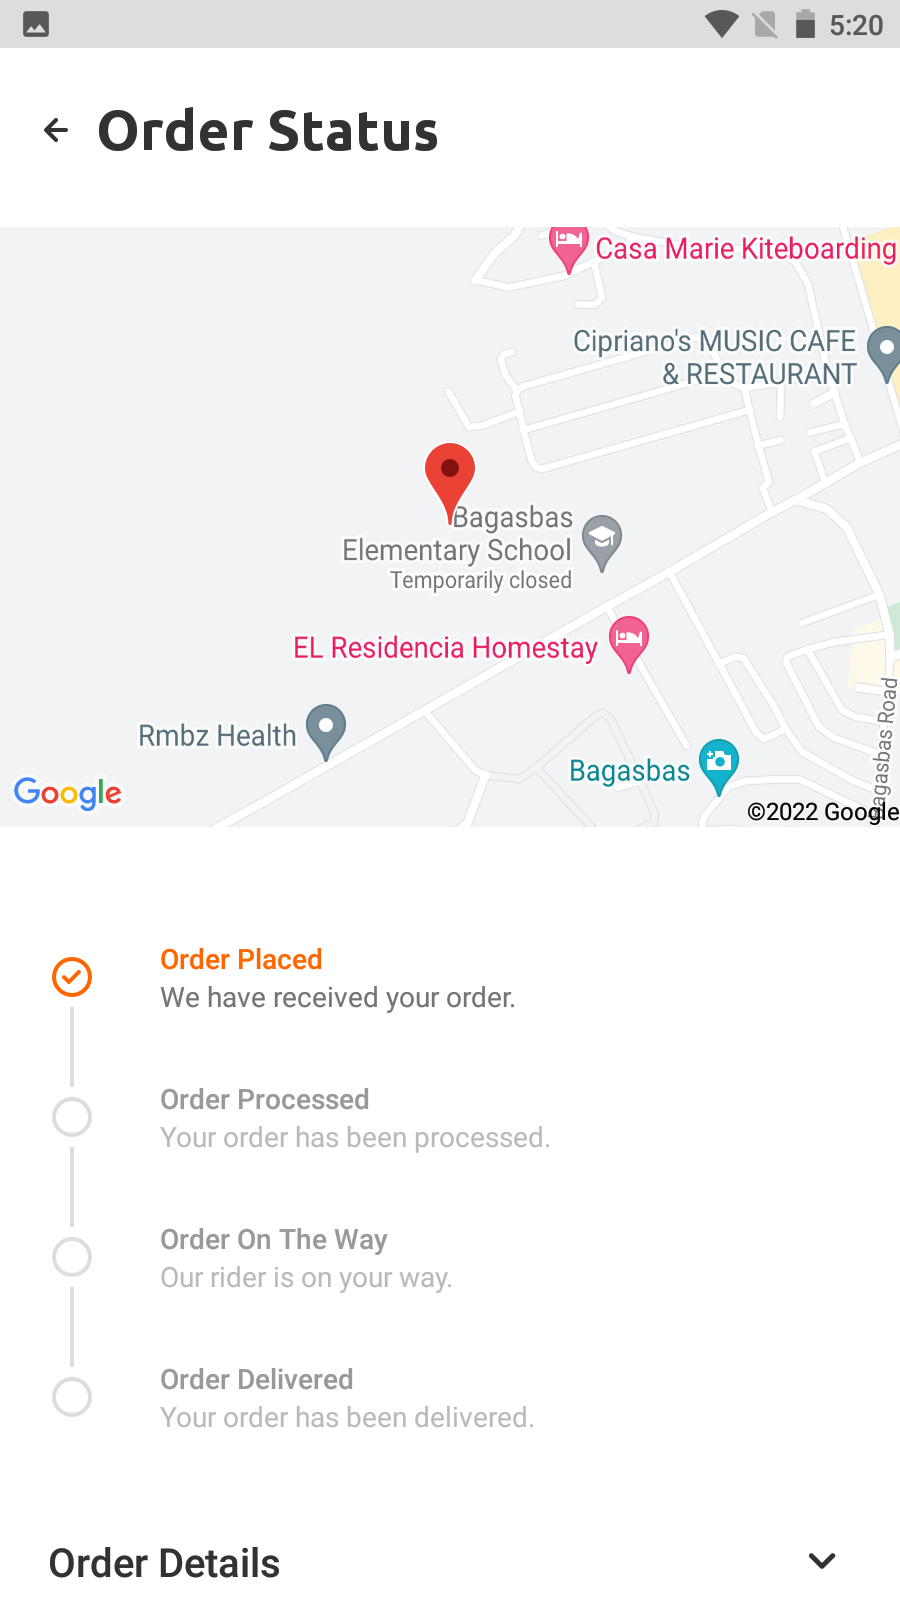 5:20
Order Status
Casa Marie Kiteboarding
Cipriano's MUSIC CAFE
& RESTAURANT
Bagasbas
Elementary School
Temporarily closed
EL Residencia Homestay
Rmbz Health
Bagasbas
Bagasbas Road
Google
©2022 Google
Order Placed
We have received your order.
Order Processed
Your order has been processed.
Order On The Way
Our rider is on your way.
Order Delivered
Your order has been delivered.
Order Details